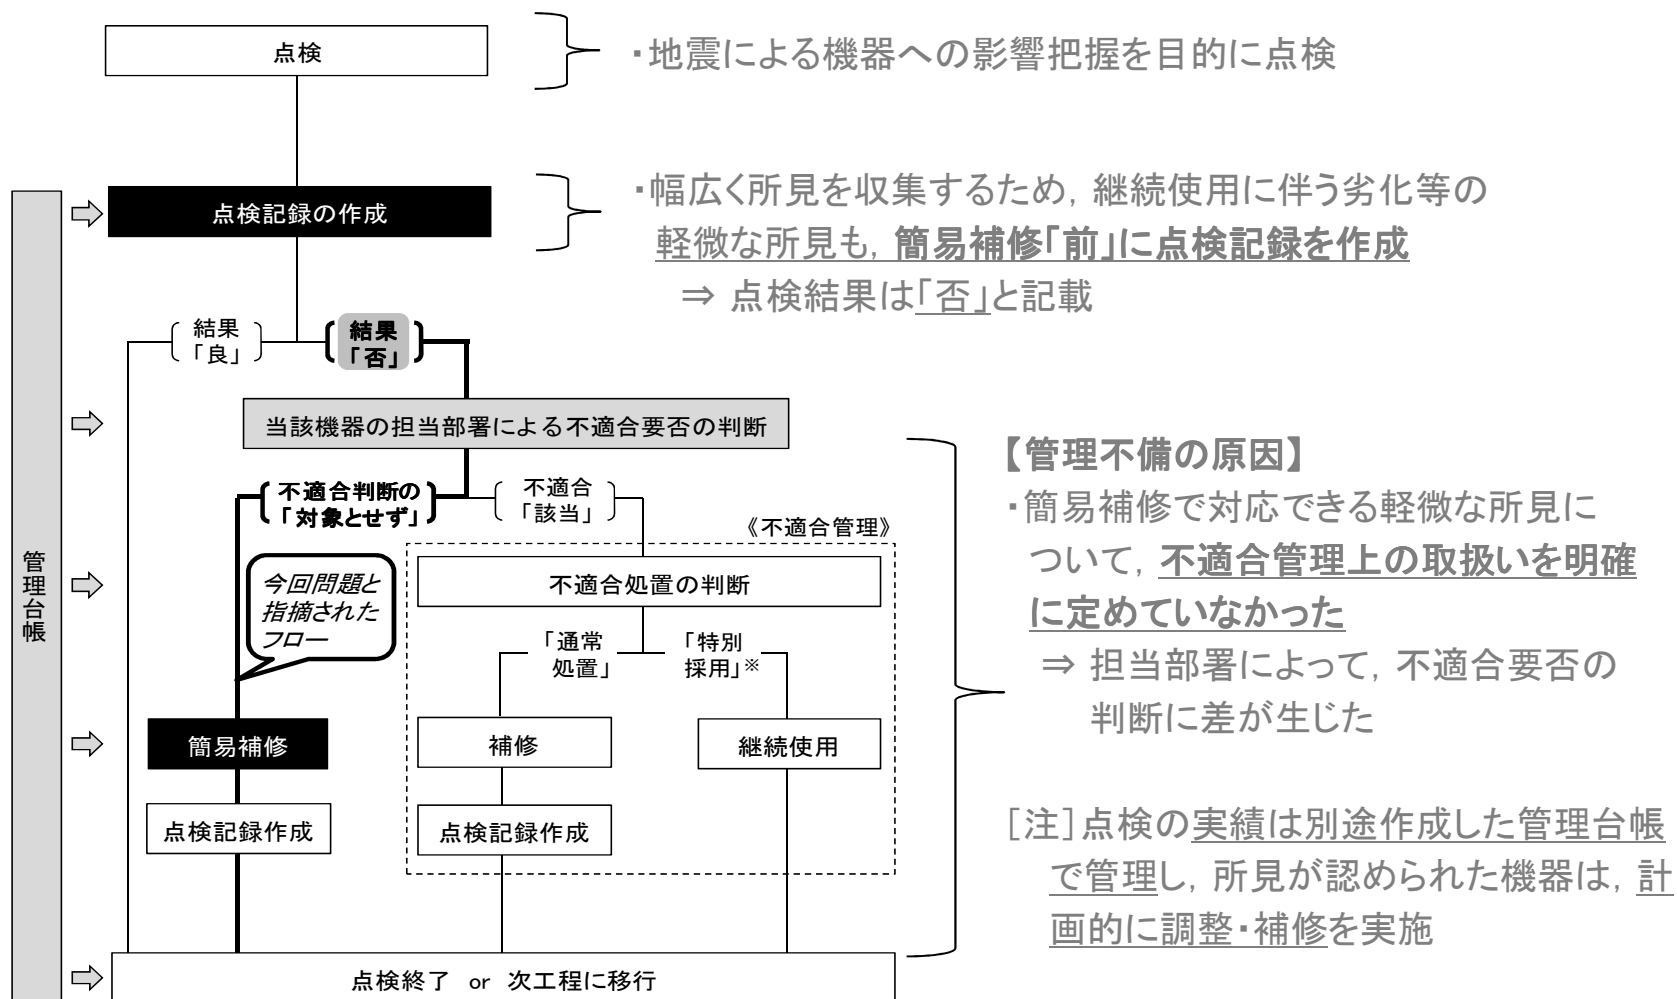 点検
・地震による機器への影響把握を目的に点検
点検記録の作成
・幅広く所見を収集するため，継続使用に伴う劣化等の
軽微な所見も，簡易補修「前」に点検記録を作成
⇒ 点検結果は「否」と記載
結果
「良」
結果
「否」
当該機器の担当部署による不適合要否の判断
不適合判断の
「対象とせず」
不適合
「該当」
《不適合管理》
管理台帳
今回問題と
指摘された
フロー
不適合処置の判断
「通常
処置」
「特別
採用」※
簡易補修
補修
継続使用
点検記録作成
点検記録作成
点検終了 or 次工程に移行
【管理不備の原因】
・簡易補修で対応できる軽微な所見に
ついて，不適合管理上の取扱いを明確
に定めていなかった
⇒ 担当部署によって，不適合要否の
判断に差が生じた
［注］点検の実績は別途作成した管理台帳
で管理し，所見が認められた機器は，計
画的に調整・補修を実施